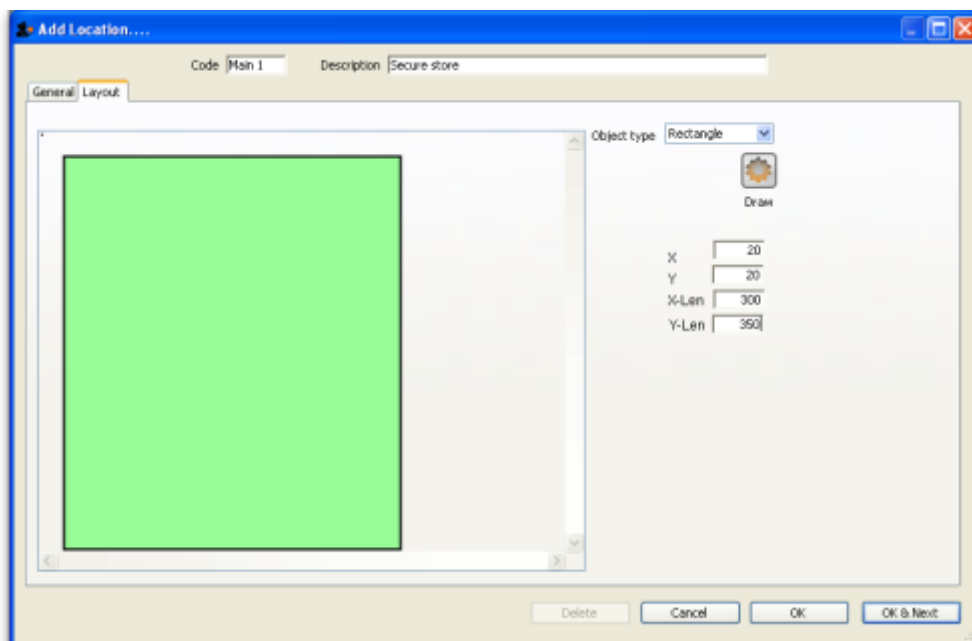 Add Location....
Code Main 1 Description Secure store
General Layout
Object type Rectangle
Draw
X 20
Y 20
X-Len 300
Y-Len 350
Delete Cancel OK OK & Next